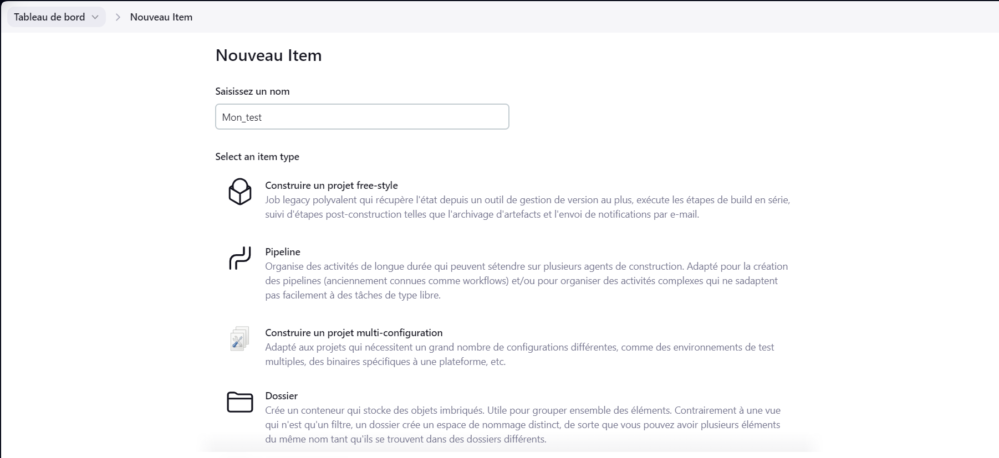 Tableau de bord
Nouveau Item
Nouveau Item
Saisissez un nom
Mon_test
Select an item type
Construire un projet free-style
Job legacy polyvalent qui récupère l'état depuis un outil de gestion de version au plus, exécute les étapes de build en série,
suivi d'étapes post-construction telles que l'archivage d'artefacts et l'envoi de notifications par e-mail.
Pipeline
Organise des activités de longue durée qui peuvent sétendre sur plusieurs agents de construction. Adapté pour la création
des pipelines (anciennement connues comme workflows) et/ou pour organiser des activités complexes qui ne sadaptent
pas facilement à des tâches de type libre.
Construire un projet multi-configuration
Adapté aux projets qui nécessitent un grand nombre de configurations différentes, comme des environnements de test
multiples, des binaires spécifiques à une plateforme, etc.
Dossier
Crée un conteneur qui stocke des objets imbriqués. Utile pour grouper ensemble des éléments. Contrairement à une vue
qui n'est qu'un filtre, un dossier crée un espace de nommage distinct, de sorte que vous pouvez avoir plusieurs éléments
du même nom tant qu'ils se trouvent dans des dossiers différents.